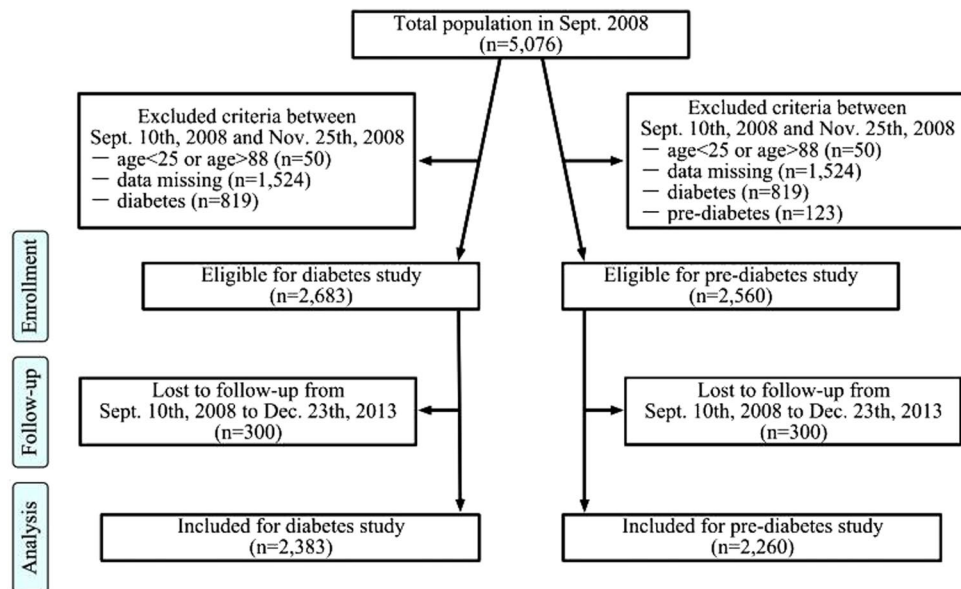 Total population in Sept. 2008
(n=5,076)
Excluded criteria between
Sept. 10th, 2008 and Nov. 25th, 2008
— age<25 or age>88 (n=50)
— data missing (n=1,524)
— diabetes (n=819)
Excluded criteria between
Sept. 10th, 2008 and Nov. 25th, 2008
— age<25 or age>88 (n=50)
— data missing (n=1,524)
— diabetes (n=819)
— pre-diabetes (n=123)
Enrollment
Eligible for diabetes study
(n=2,683)
Eligible for pre-diabetes study
(n=2,560)
Follow-up
Lost to follow-up from
Sept. 10th, 2008 to Dec. 23th, 2013
(n=300)
Lost to follow-up from
Sept. 10th, 2008 to Dec. 23th, 2013
(n=300)
Analysis
Included for diabetes study
(n=2,383)
Included for pre-diabetes study
(n=2,260)